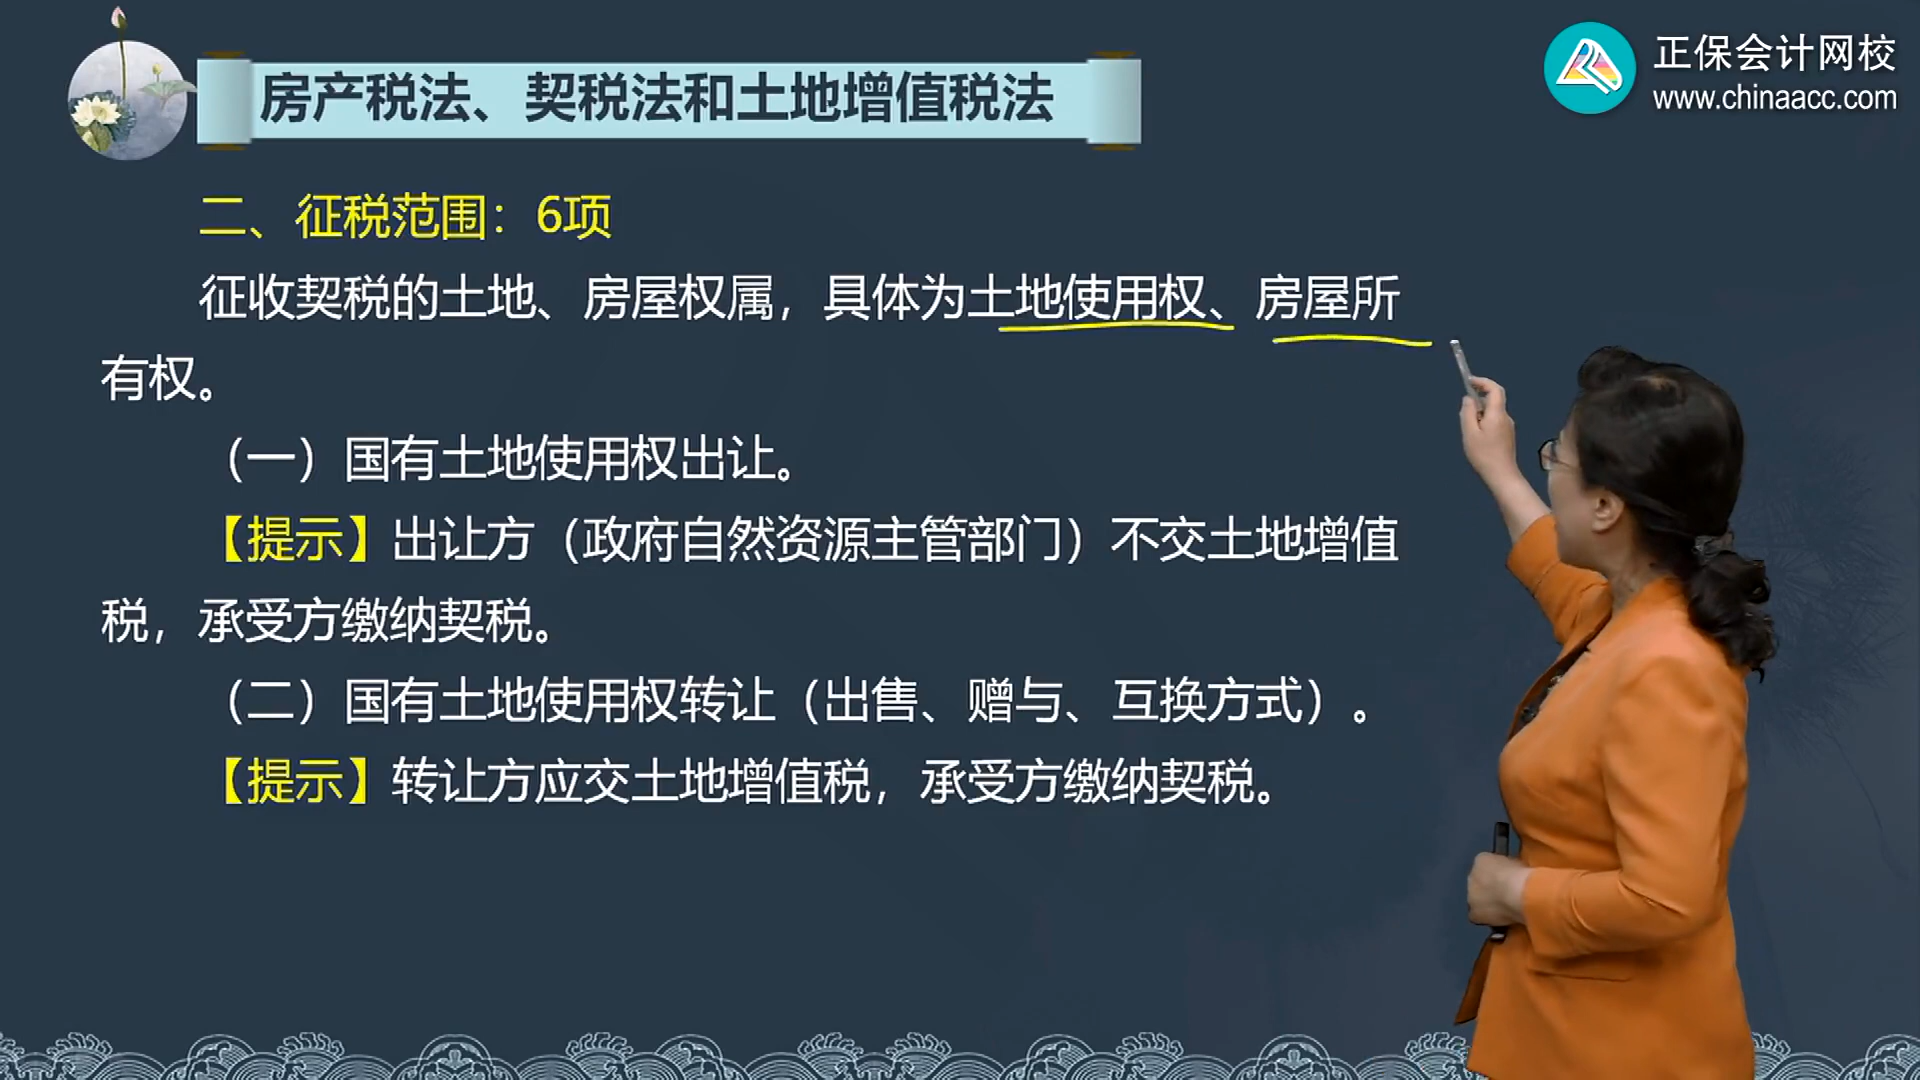 正保会计网校
www.chinaacc.com
房产税法、契税法和土地增值税法
二、征税范围：6项
征收契税的土地、房屋权属，具体为土地使用权、房屋所
有权。
（一）国有土地使用权出让。
【提示】出让方（政府自然资源主管部门）不交土地增值
税，承受方缴纳契税。
（二）国有土地使用权转让（出售、赠与、互换方式）。
【提示】转让方应交土地增值税，承受方缴纳契税。